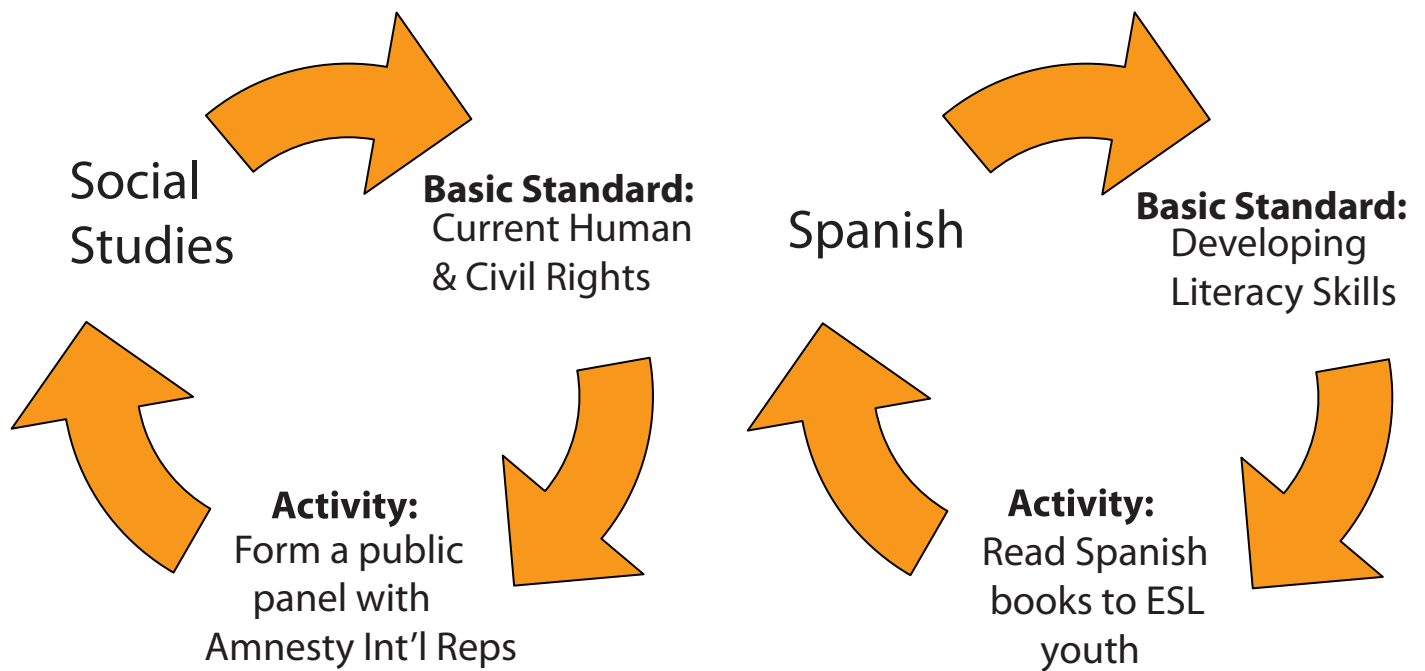 Social
Studies
Basic Standard:
Current Human
& Civil Rights
Activity:
Form a public
panel with
Amnesty Int’l Reps
Spanish
Basic Standard:
Developing
Literacy Skills
Activity:
Read Spanish
books to ESL
youth